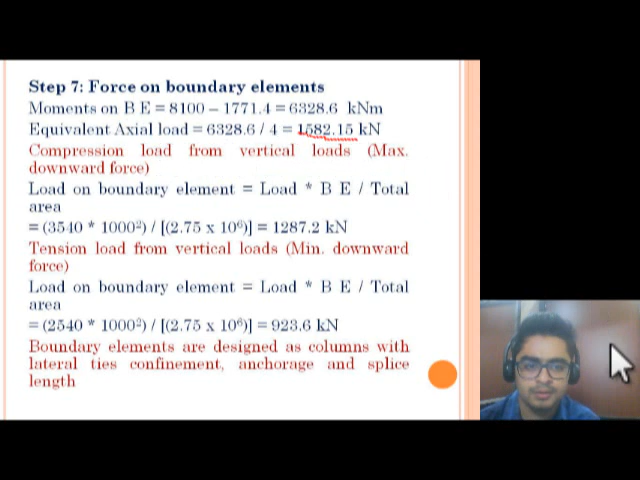 Step 7: Force on boundary elements
Moments on B E = 8100 – 1771.4 = 6328.6 kNm
Equivalent Axial load = 6328.6 / 4 = 1582.15 kN
Compression load from vertical loads (Max.
downward force)
Load on boundary element = Load * B E / Total
area
= (3540 * 1000²) / [(2.75 x 10⁶)] = 1287.2 kN
Tension load from vertical loads (Min. downward
force)
Load on boundary element = Load * B E / Total
area
= (2540 * 1000²) / [(2.75 x 10⁶)] = 923.6 kN
Boundary elements are designed as columns with
lateral ties confinement, anchorage and splice
length